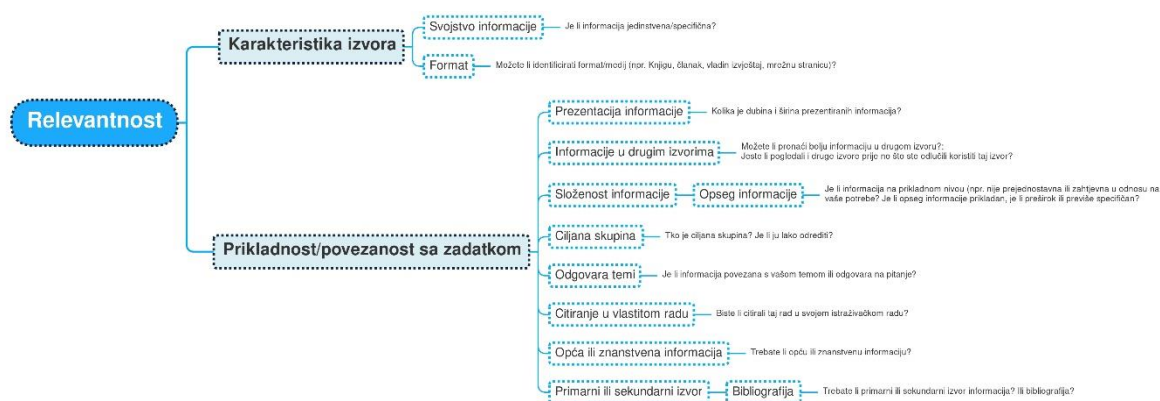 Relevantnost
Karakteristika izvora
Svojstvo informacije
Je li informacija jedinstvena/specifična?
Format
Možete li identificirati format/medij (npr. Knjigu, članak, vladin izvještaj, mrežnu stranicu)?
Prikladnost/povezanost sa zadatkom
Prezentacija informacije
Kolika je dubina i širina prezentiranih informacija?
Informacije u drugim izvorima
Možete li pronaći bolju informaciju u drugom izvoru?;
Jeste li pogledali i druge izvore prije no što ste odlučili koristiti taj izvor?
Složenost informacije
Opseg informacije
Je li informacija na prikladnom nivou (npr. nije prejednostavna ili zahtjevna u odnosu na
vaše potrebe? Je li opseg informacije prikladan, je li preširok ili previše specifičan?
Ciljana skupina
Tko je ciljana skupina? Je li ju lako odrediti?
Odgovara temi
Je li informacija povezana s vašom temom ili odgovara na pitanje?
Citiranje u vlastitom radu
Biste li citirali taj rad u svojem istraživačkom radu?
Opća ili znanstvena informacija
Trebate li opću ili znanstvenu informaciju?
Primarni ili sekundarni izvor
Bibliografija
Trebate li primarni ili sekundarni izvor informacija? Ili bibliografija?